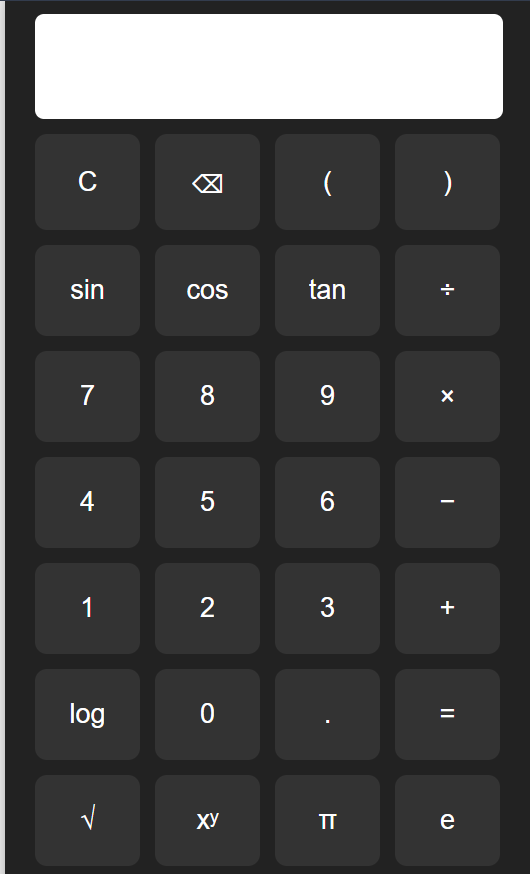 C ⌫ ( )
sin cos tan ÷
7 8 9 ×
4 5 6 −
1 2 3 +
log 0 . =
√ xʸ π e